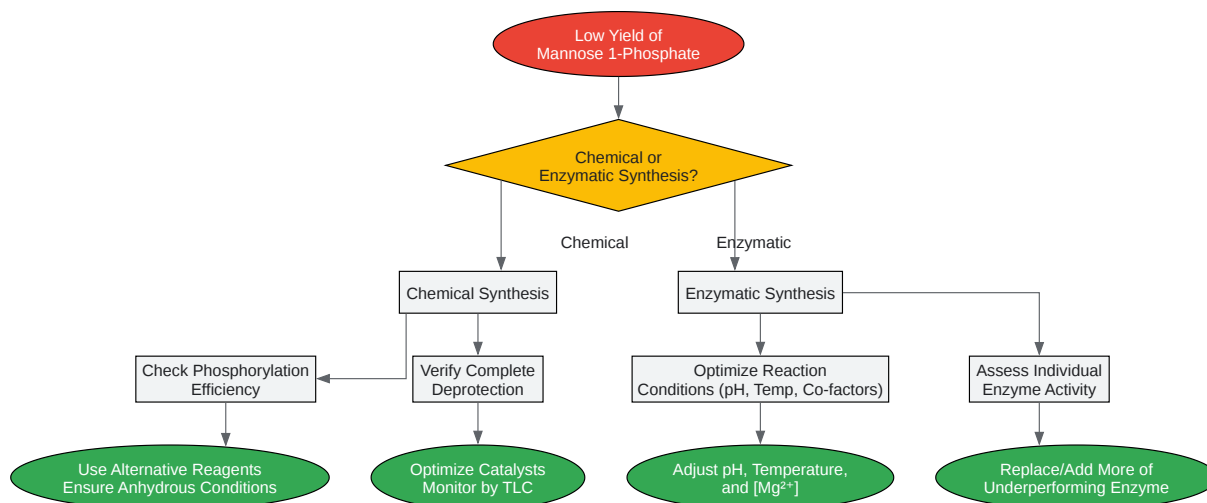 Low Yield of
Mannose 1-Phosphate
Chemical or
Enzymatic Synthesis?
Chemical
Enzymatic
Chemical Synthesis
Enzymatic Synthesis
Check Phosphorylation
Efficiency
Verify Complete
Deprotection
Optimize Reaction
Conditions (pH, Temp, Co-factors)
Assess Individual
Enzyme Activity
Use Alternative Reagents
Ensure Anhydrous Conditions
Optimize Catalysts
Monitor by TLC
Adjust pH, Temperature,
and [Mg²⁺]
Replace/Add More of
Underperforming Enzyme